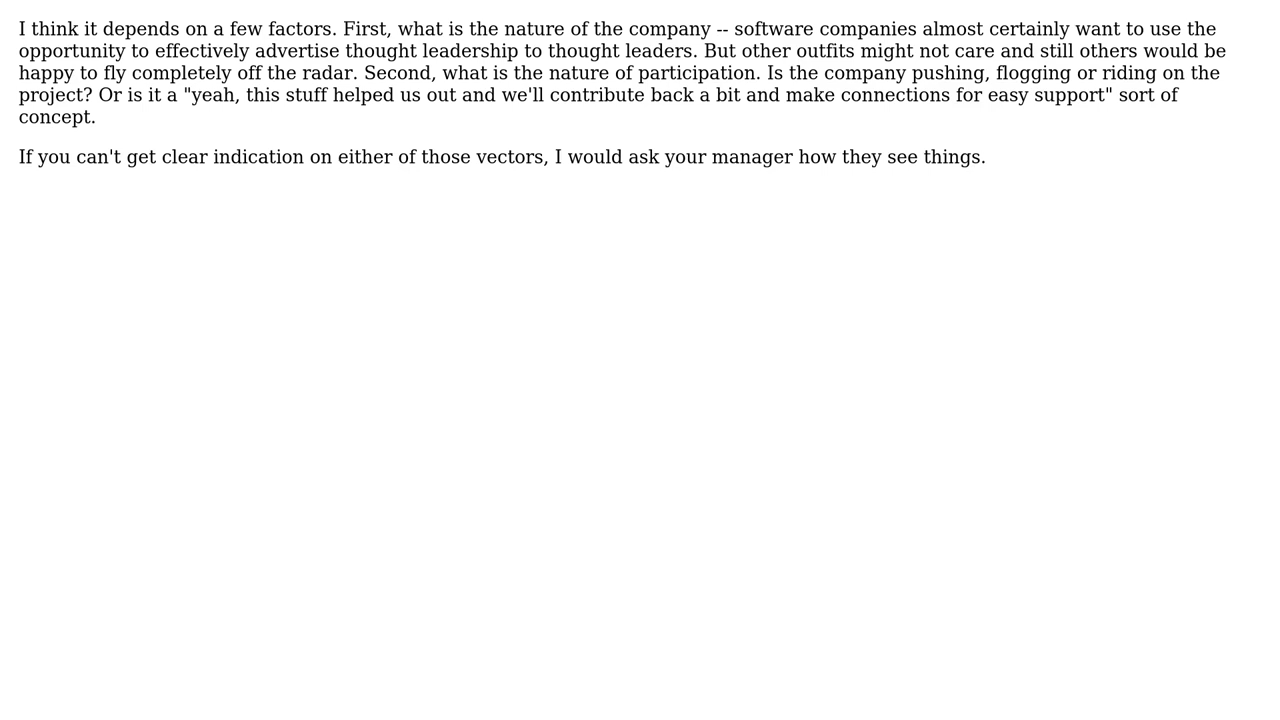 I think it depends on a few factors. First, what is the nature of the company -- software companies almost certainly want to use the
opportunity to effectively advertise thought leadership to thought leaders. But other outfits might not care and still others would be
happy to fly completely off the radar. Second, what is the nature of participation. Is the company pushing, flogging or riding on the
project? Or is it a "yeah, this stuff helped us out and we'll contribute back a bit and make connections for easy support" sort of
concept.
If you can't get clear indication on either of those vectors, I would ask your manager how they see things.